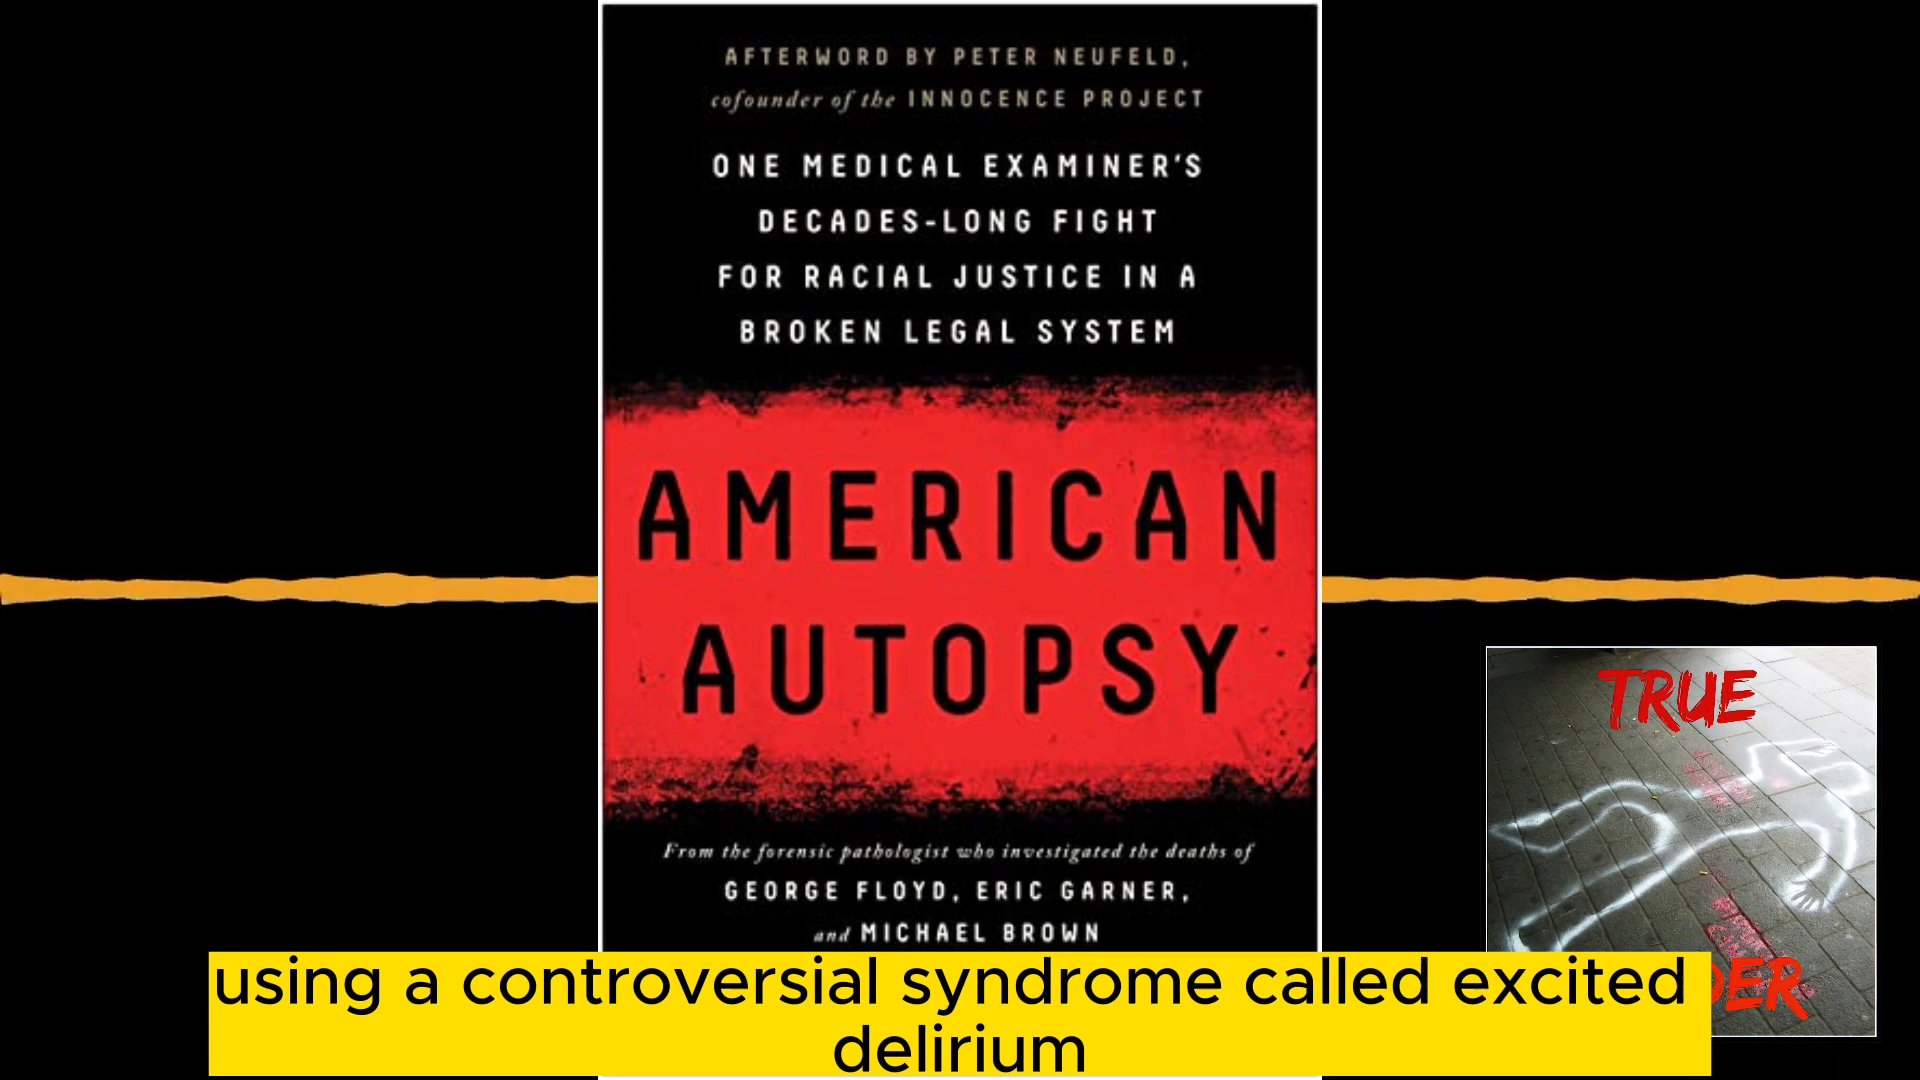 AFTERWORD BY PETER NEUFELD,
cofounder of the INNOCENCE PROJECT
ONE MEDICAL EXAMINER'S
DECADES-LONG FIGHT
FOR RACIAL JUSTICE IN A
BROKEN LEGAL SYSTEM
AMERICAN
AUTOPSY
From the forensic pathologist who investigated the deaths of
GEORGE FLOYD, ERIC GARNER,
and MICHAEL BROWN
TRUE
DER
using a controversial syndrome called excited
delirium